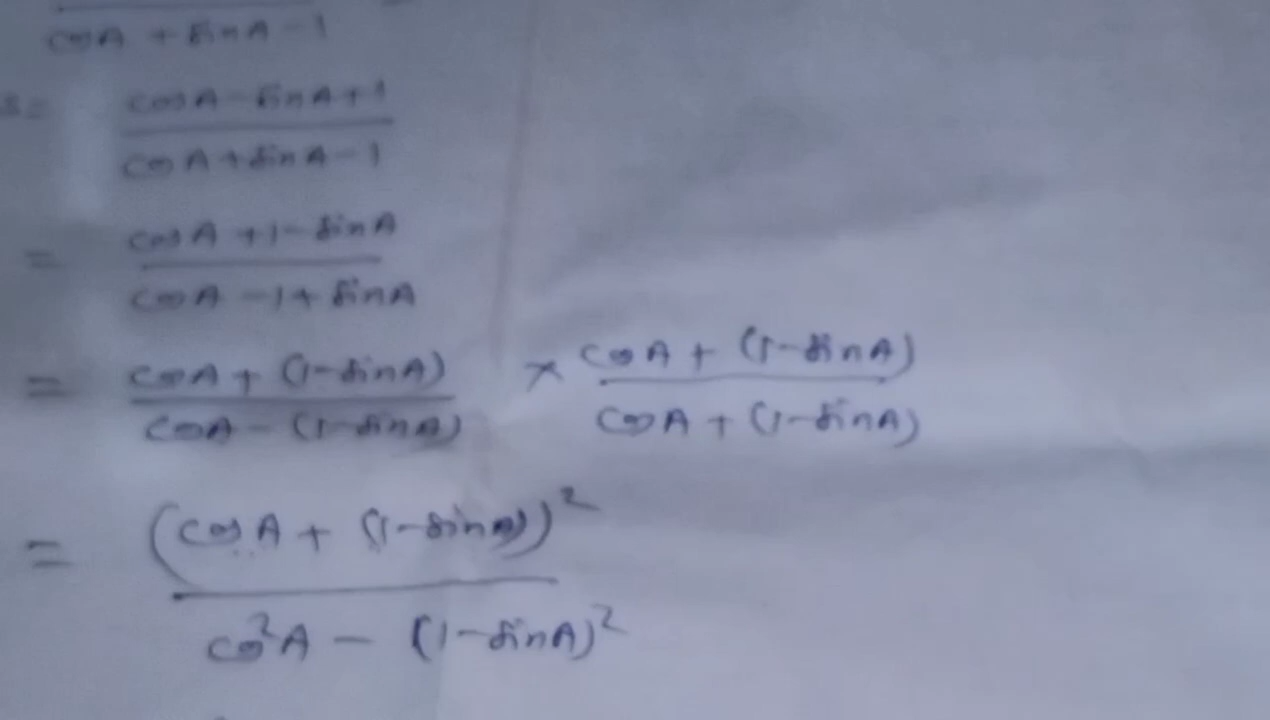 cosA + sinA - 1
= cosA - sinA + 1
cosA + sinA - 1
= cosA + 1 - sinA
cosA - 1 + sinA
= cosA + (1 - sinA) × cosA + (1 - sinA)
cosA - (1 - sinA) cosA + (1 - sinA)
= (cosA + (1 - sinA))²
cos²A - (1 - sinA)²